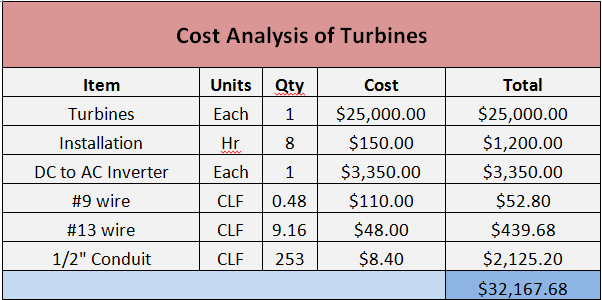 Cost Analysis of Turbines
Item Units Qty Cost Total
Turbines Each 1 $25,000.00 $25,000.00
Installation Hr 8 $150.00 $1,200.00
DC to AC Inverter Each 1 $3,350.00 $3,350.00
#9 wire CLF 0.48 $110.00 $52.80
#13 wire CLF 9.16 $48.00 $439.68
1/2" Conduit CLF 253 $8.40 $2,125.20
$32,167.68